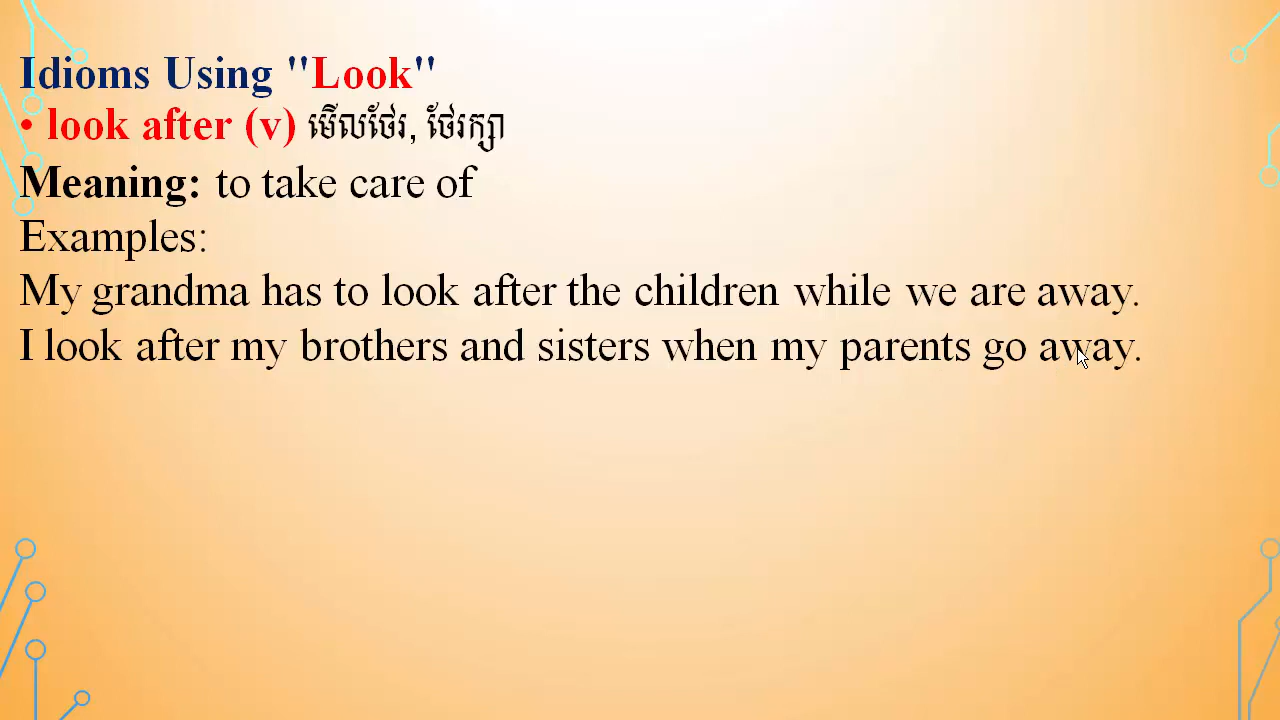 Idioms Using "Look"
• look after (v) មើលថែរ, ថែរក្សា
Meaning: to take care of
Examples:
My grandma has to look after the children while we are away.
I look after my brothers and sisters when my parents go away.